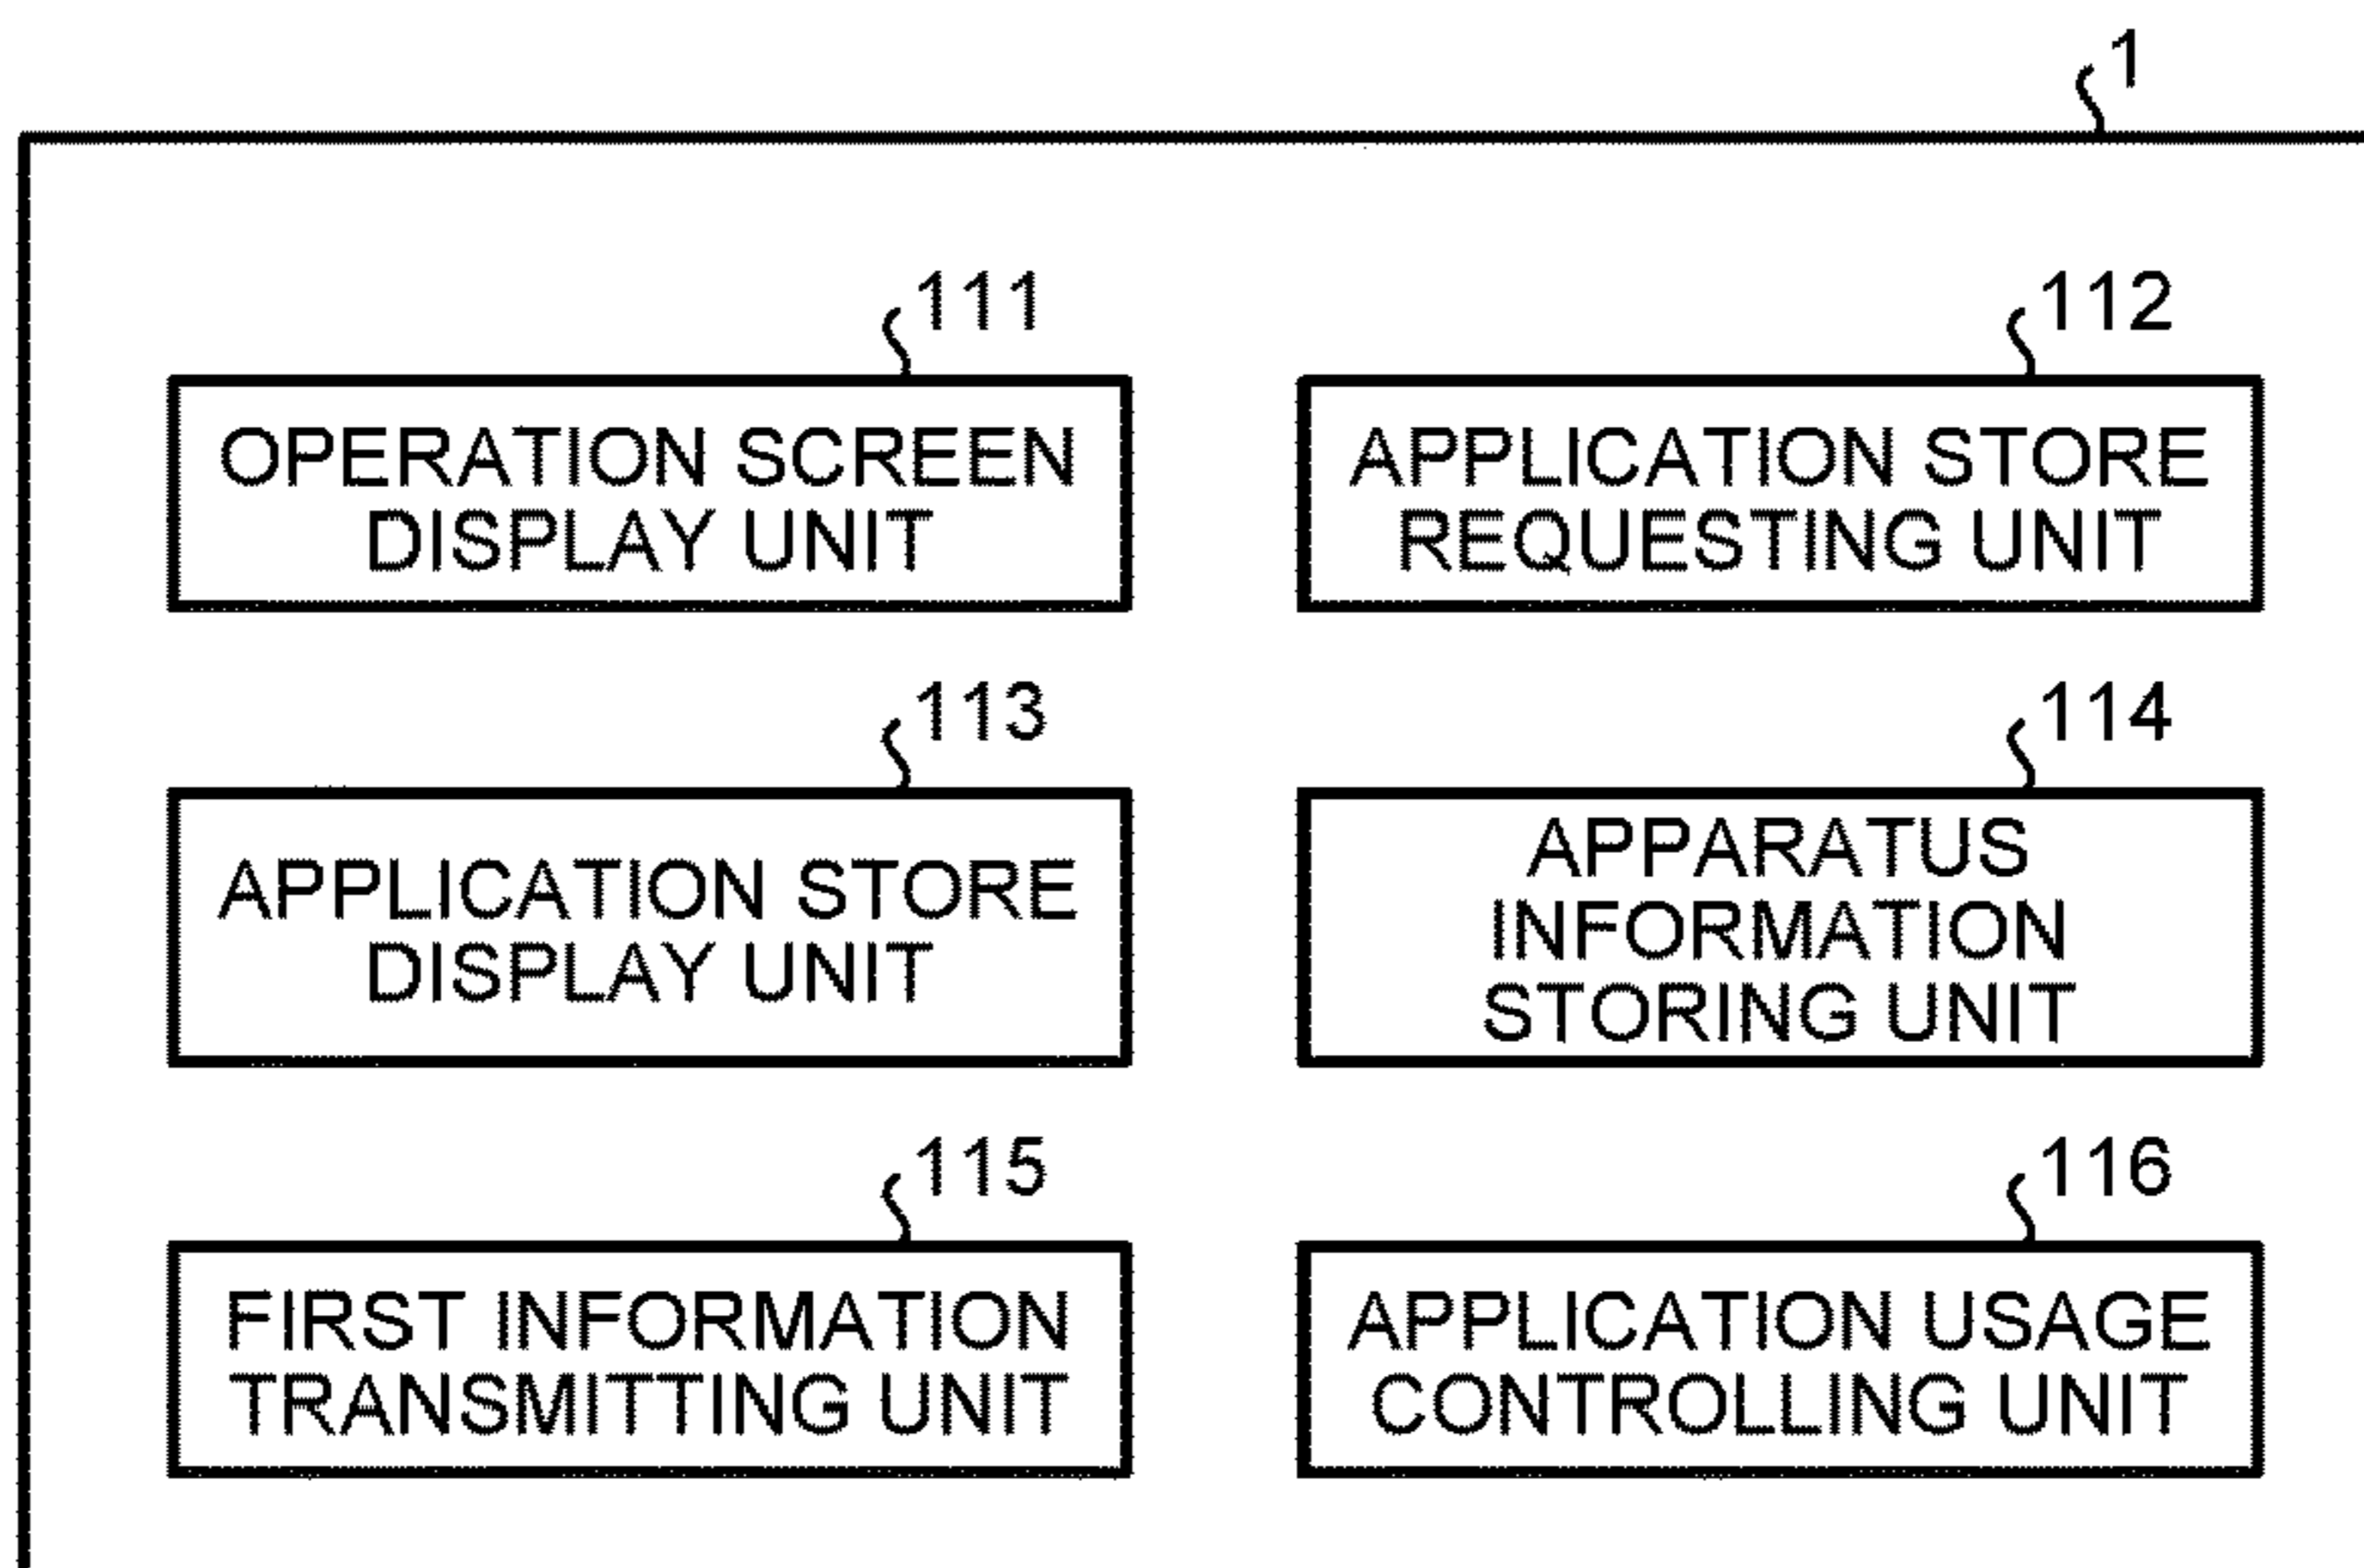 1
111
OPERATION SCREEN
DISPLAY UNIT
112
APPLICATION STORE
REQUESTING UNIT
113
APPLICATION STORE
DISPLAY UNIT
114
APPARATUS
INFORMATION
STORING UNIT
115
FIRST INFORMATION
TRANSMITTING UNIT
116
APPLICATION USAGE
CONTROLLING UNIT